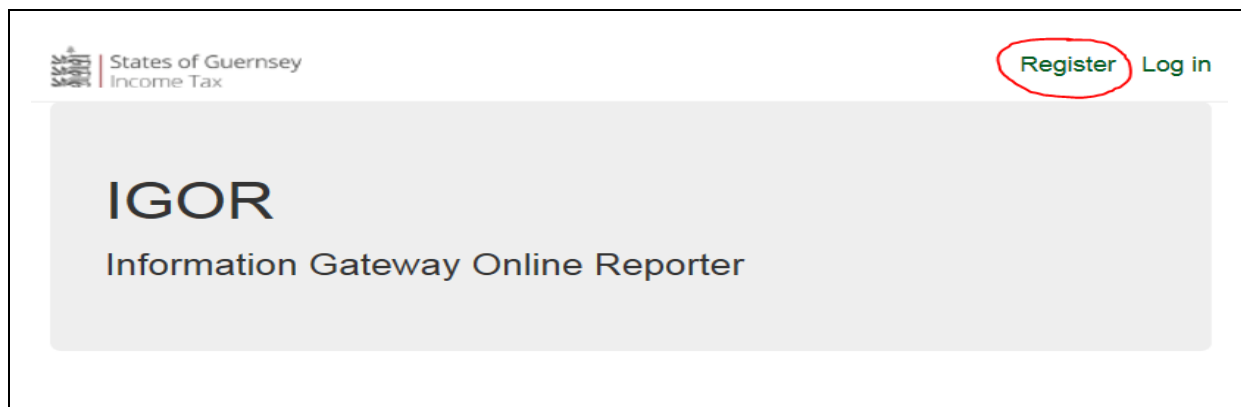 States of Guernsey
Income Tax
Register Log in
IGOR
Information Gateway Online Reporter